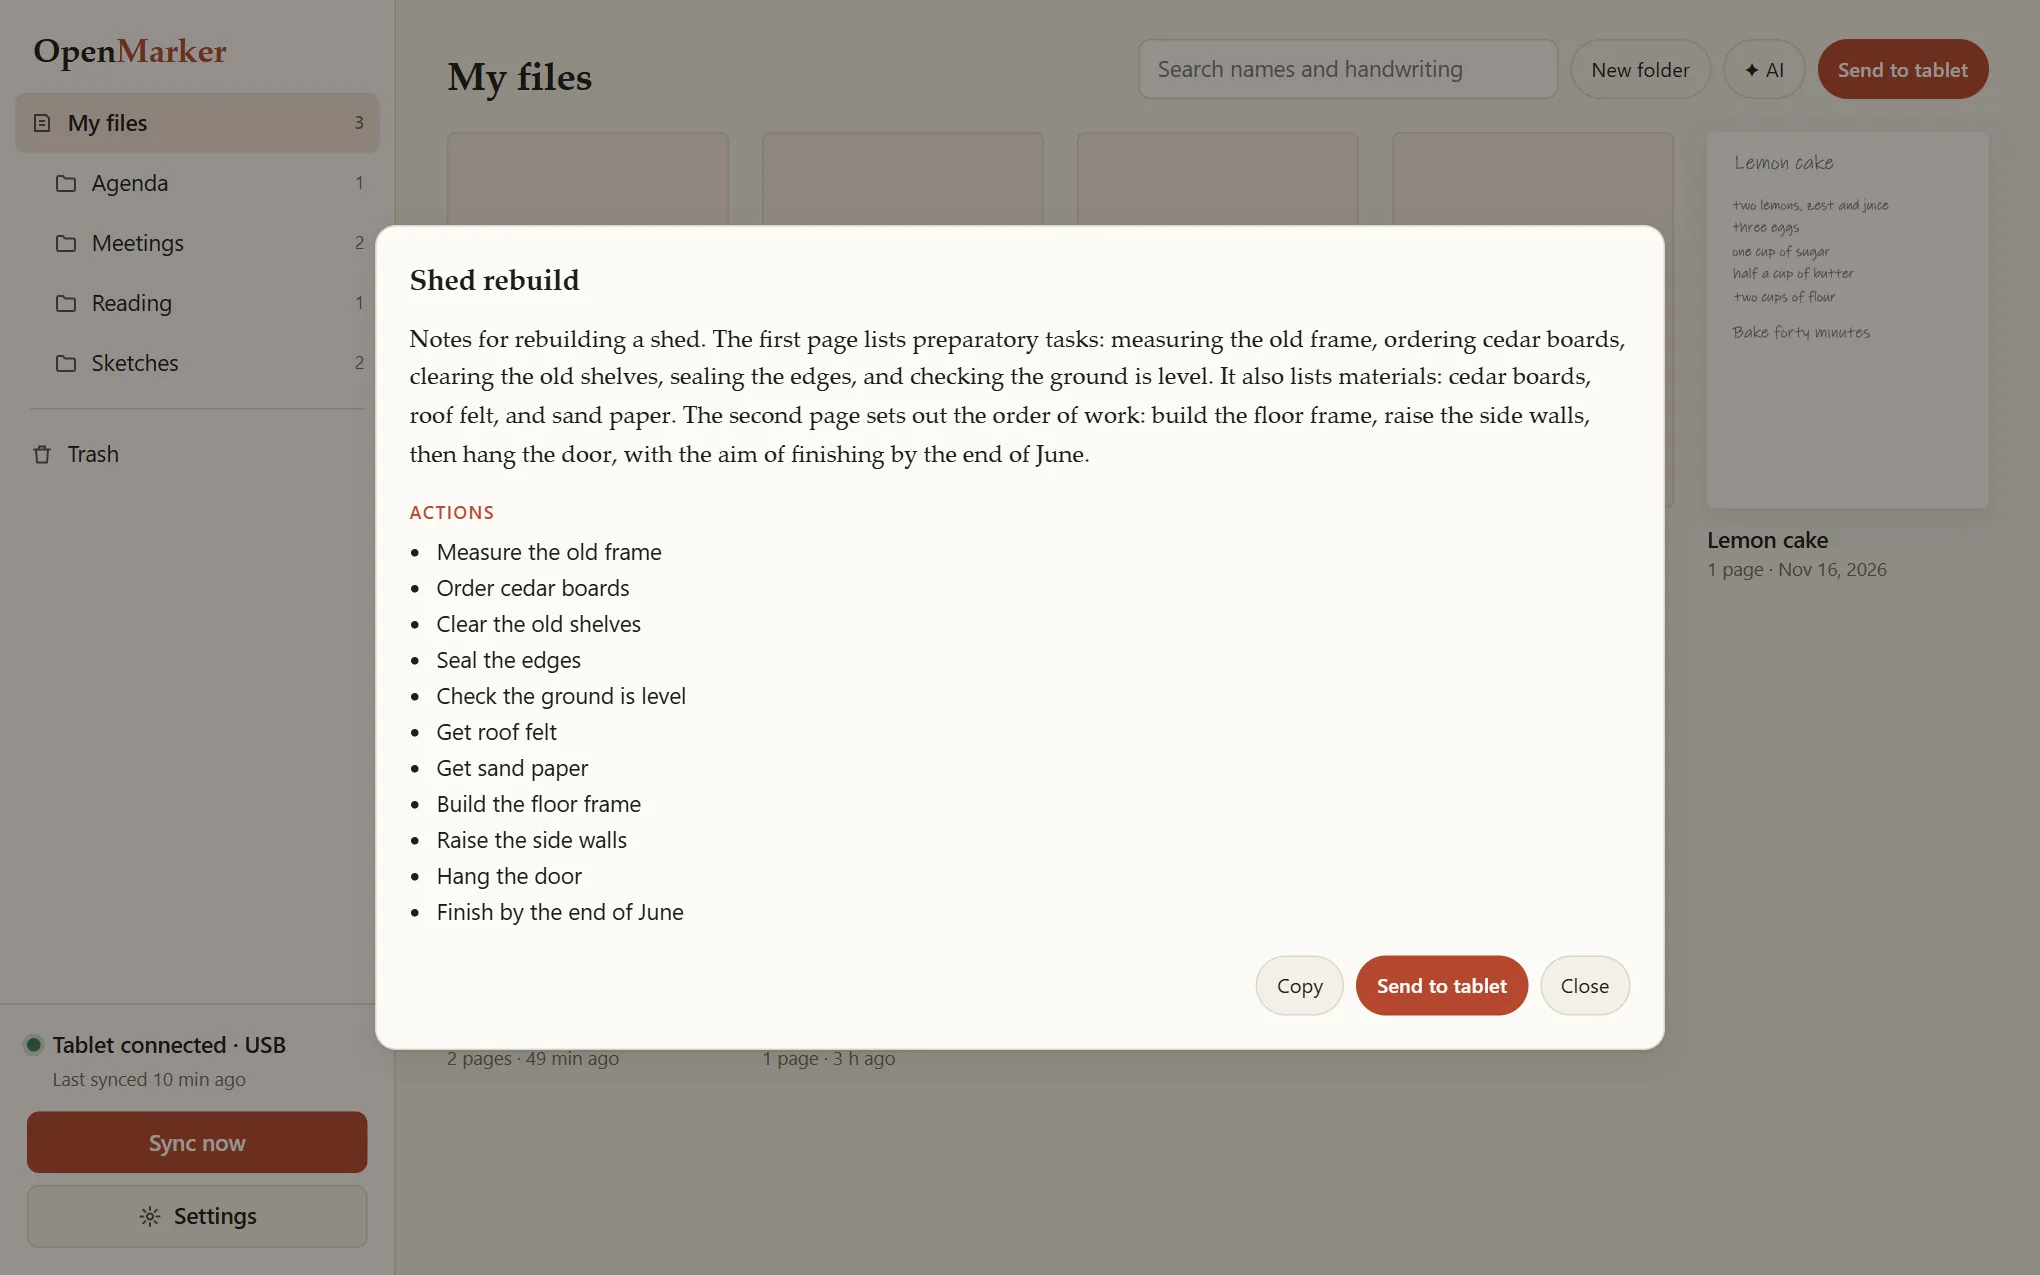 OpenMarker
My files 3
Agenda 1
Meetings 2
Reading 1
Sketches 2
Trash
Tablet connected · USB
Last synced 10 min ago
Sync now
Settings
My files
Search names and handwriting
New folder
AI
Send to tablet
Lemon cake
two lemons, zest and juice
three eggs
one cup of sugar
half a cup of butter
two cups of flour
Bake forty minutes
Lemon cake
1 page · Nov 16, 2026
Shed rebuild
Notes for rebuilding a shed. The first page lists preparatory tasks: measuring the old frame, ordering cedar boards,
clearing the old shelves, sealing the edges, and checking the ground is level. It also lists materials: cedar boards,
roof felt, and sand paper. The second page sets out the order of work: build the floor frame, raise the side walls,
then hang the door, with the aim of finishing by the end of June.
ACTIONS
• Measure the old frame
• Order cedar boards
• Clear the old shelves
• Seal the edges
• Check the ground is level
• Get roof felt
• Get sand paper
• Build the floor frame
• Raise the side walls
• Hang the door
• Finish by the end of June
Copy
Send to tablet
Close
2 pages · 49 min ago
1 page · 3 h ago